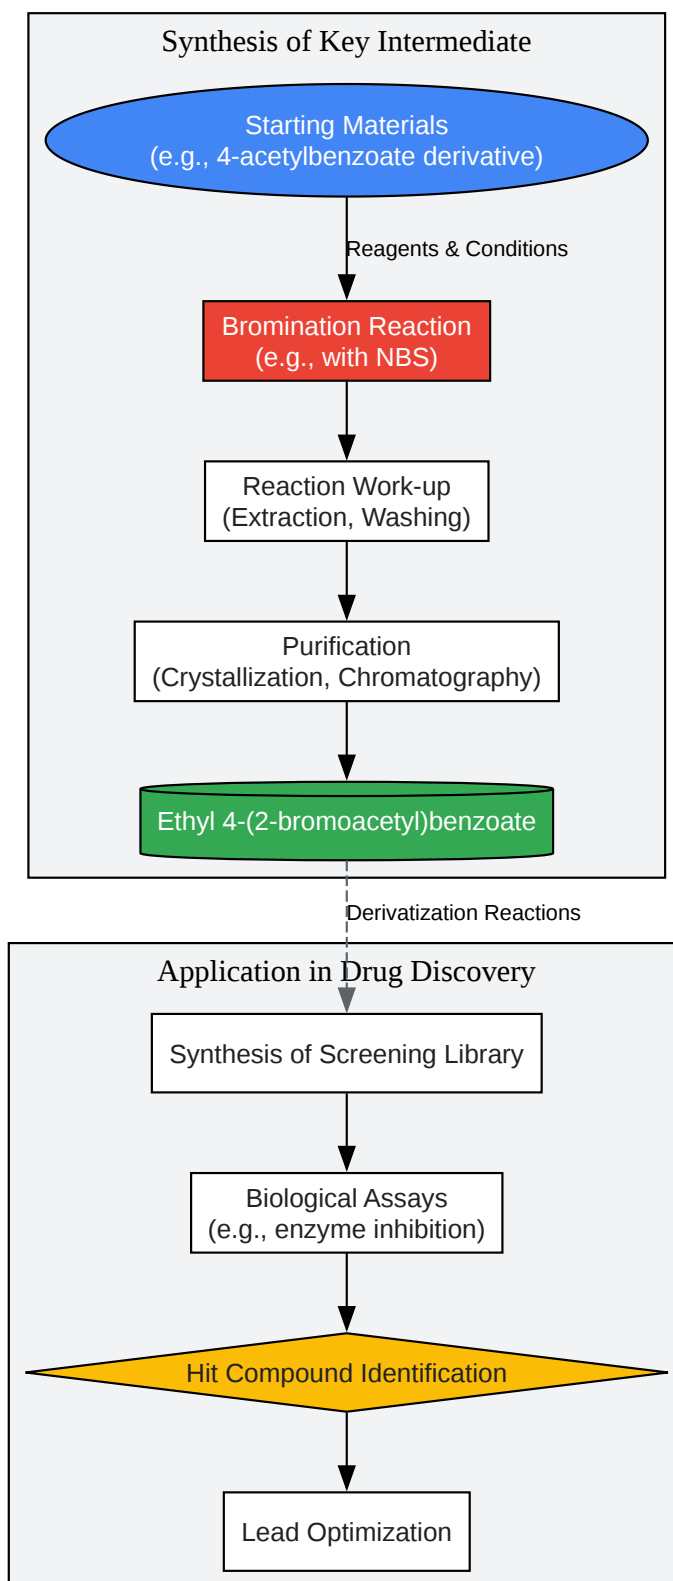 Synthesis of Key Intermediate
Starting Materials
(e.g., 4-acetylbenzoate derivative)
Reagents & Conditions
Bromination Reaction
(e.g., with NBS)
Reaction Work-up
(Extraction, Washing)
Purification
(Crystallization, Chromatography)
Ethyl 4-(2-bromoacetyl)benzoate
Derivatization Reactions
Application in Drug Discovery
Synthesis of Screening Library
Biological Assays
(e.g., enzyme inhibition)
Hit Compound Identification
Lead Optimization